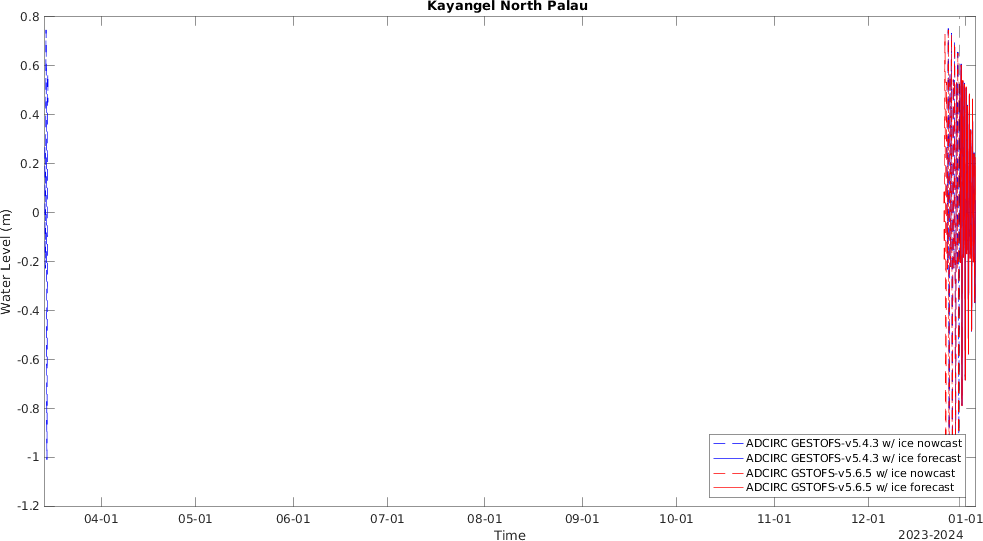 Kayangel North Palau
0.8
0.6
0.4
0.2
0
-0.2
-0.4
-0.6
-0.8
-1
-1.2
Water Level (m)
ADCIRC GESTOFS-v5.4.3 w/ ice nowcast
ADCIRC GESTOFS-v5.4.3 w/ ice forecast
ADCIRC GSTOFS-v5.6.5 w/ ice nowcast
ADCIRC GSTOFS-v5.6.5 w/ ice forecast
04-01 05-01 06-01 07-01 08-01 09-01 10-01 11-01 12-01 01-01
Time
2023-2024